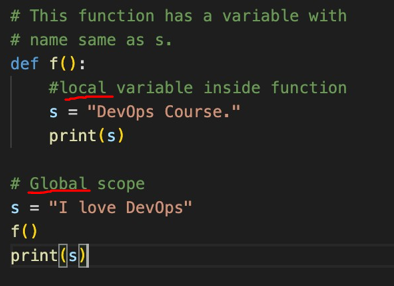 # This function has a variable with
# name same as s.
def f():
#local variable inside function
s = "DevOps Course."
print(s)
# Global scope
s = "I love DevOps"
f()
print(s)